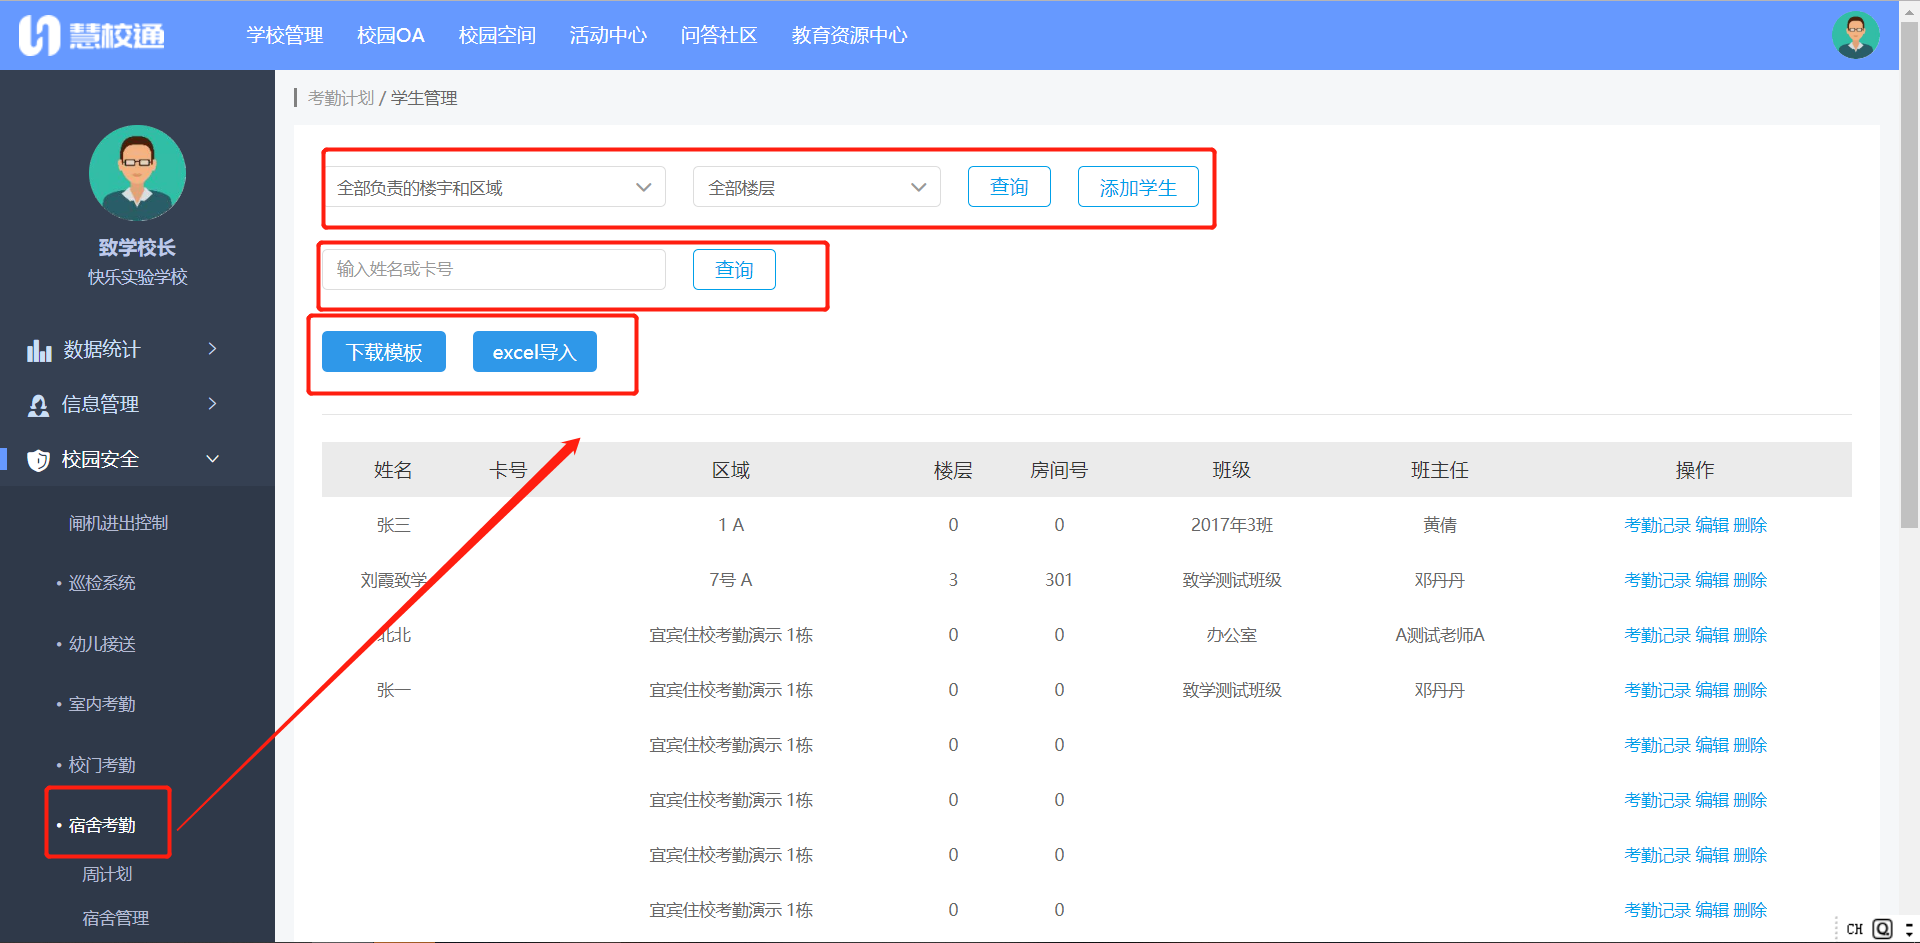 慧校通
学校管理 校园OA 校园空间 活动中心 问答社区 教育资源中心
致学校长
快乐实验学校
数据统计
信息管理
校园安全
闸机进出控制
• 巡检系统
• 幼儿接送
• 室内考勤
• 校门考勤
• 宿舍考勤
周计划
宿舍管理
考勤计划 / 学生管理
全部负责的楼宇和区域 全部楼层 查询 添加学生
输入姓名或卡号 查询
下载模板 excel导入
姓名 卡号 区域 楼层 房间号 班级 班主任 操作
张三 1 A 0 0 2017年3班 黄倩 考勤记录 编辑 删除
刘霞致学 7号 A 3 301 致学测试班级 邓丹丹 考勤记录 编辑 删除
北北 宜宾住校考勤演示 1栋 0 0 办公室 A测试老师A 考勤记录 编辑 删除
张一 宜宾住校考勤演示 1栋 0 0 致学测试班级 邓丹丹 考勤记录 编辑 删除
宜宾住校考勤演示 1栋 0 0 考勤记录 编辑 删除
宜宾住校考勤演示 1栋 0 0 考勤记录 编辑 删除
宜宾住校考勤演示 1栋 0 0 考勤记录 编辑 删除
宜宾住校考勤演示 1栋 0 0 考勤记录 编辑 删除
CH